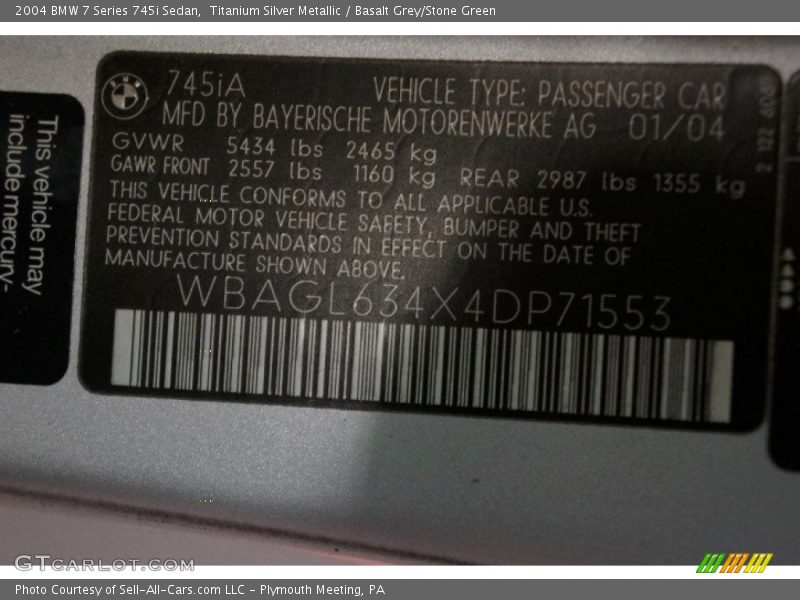 2004 BMW 7 Series 745i Sedan, Titanium Silver Metallic / Basalt Grey/Stone Green
745iA VEHICLE TYPE: PASSENGER CAR
MFD BY BAYERISCHE MOTORENWERKE AG 01/04
GVWR 5434 lbs 2465 kg
GAWR FRONT 2557 lbs 1160 kg REAR 2987 lbs 1355 kg
THIS VEHICLE CONFORMS TO ALL APPLICABLE U.S.
FEDERAL MOTOR VEHICLE SAFETY, BUMPER AND THEFT
PREVENTION STANDARDS IN EFFECT ON THE DATE OF
MANUFACTURE SHOWN ABOVE.
WBAGL634X4DP71553
This vehicle may
include mercury-
GTCARLOT.COM
Photo Courtesy of Sell-All-Cars.com LLC - Plymouth Meeting, PA